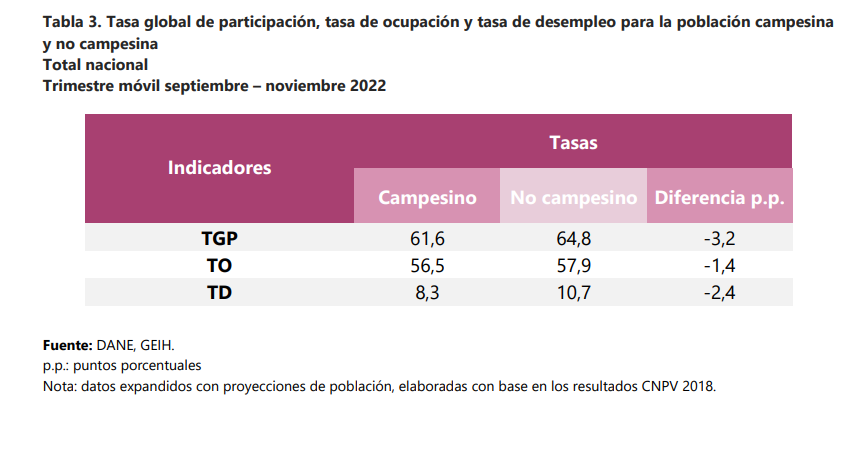 Tabla 3. Tasa global de participación, tasa de ocupación y tasa de desempleo para la población campesina
y no campesina
Total nacional
Trimestre móvil septiembre – noviembre 2022
Indicadores Tasas
Campesino No campesino Diferencia p.p.
TGP 61,6 64,8 -3,2
TO 56,5 57,9 -1,4
TD 8,3 10,7 -2,4
Fuente: DANE, GEIH.
p.p.: puntos porcentuales
Nota: datos expandidos con proyecciones de población, elaboradas con base en los resultados CNPV 2018.